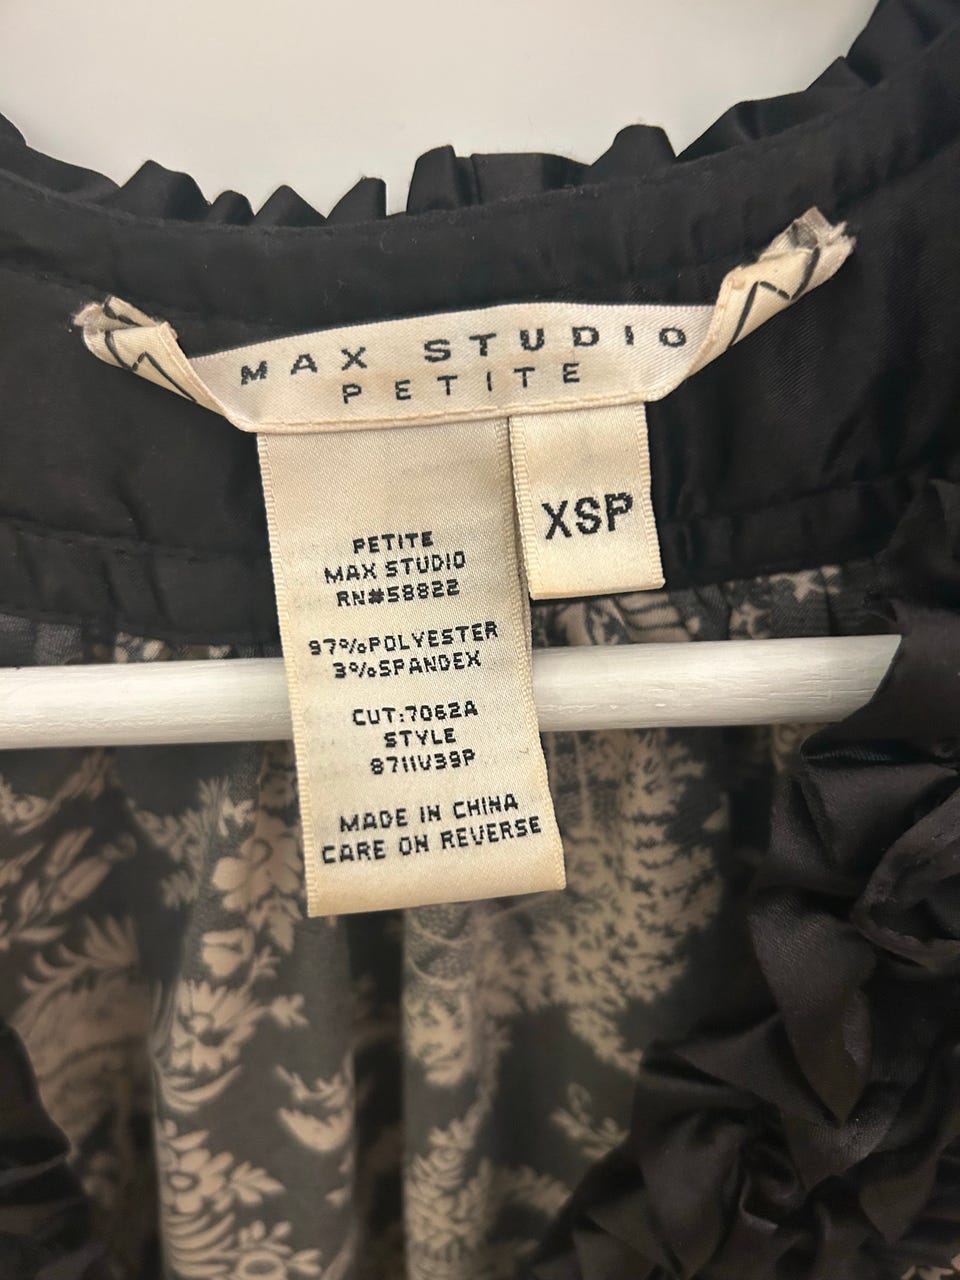 MAX STUDIO
PETITE
XSP
PETITE
MAX STUDIO
RN#58822
97%POLYESTER
3%SPANDEX
CUT:7062A
STYLE
8711V39P
MADE IN CHINA
CARE ON REVERSE